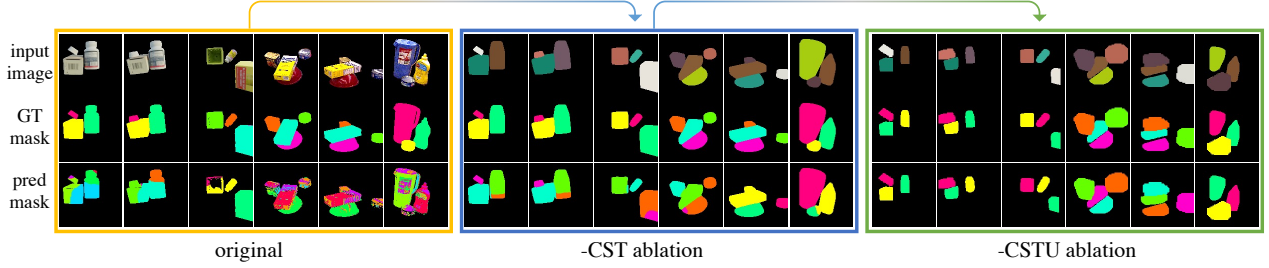 input
image
GT
mask
pred
mask
original
-CST ablation
-CSTU ablation